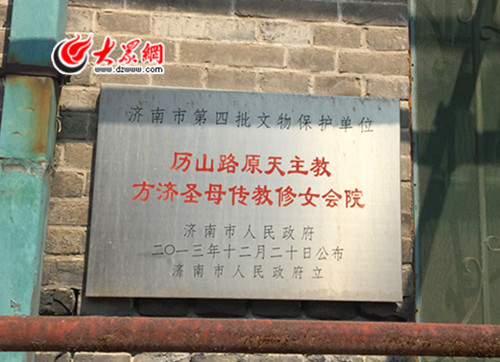 大众網
www.dzwww.com
济南市第四批文物保护单位
历山路原天主教
方济圣母传教修女会院
济南市人民政府
二〇一三年十二月二十日公布
济南市人民政府立